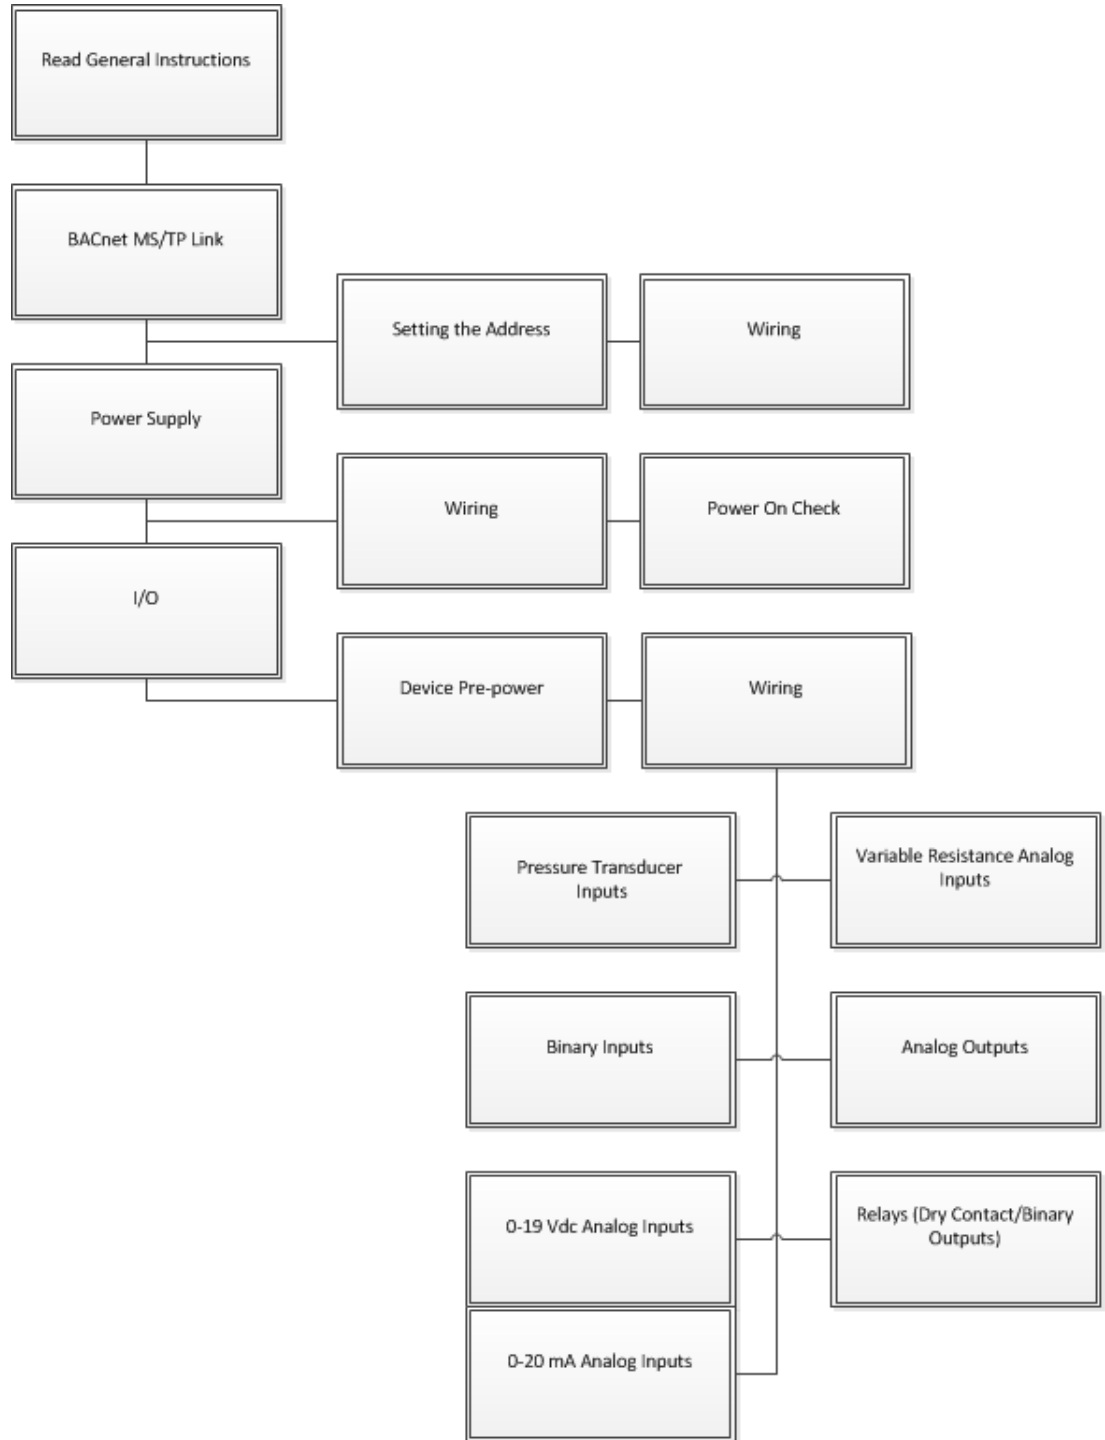 Read General Instructions
BACnet MS/TP Link
Setting the Address
Wiring
Power Supply
Wiring
Power On Check
I/O
Device Pre-power
Wiring
Pressure Transducer
Inputs
Variable Resistance Analog
Inputs
Binary Inputs
Analog Outputs
0-19 Vdc Analog Inputs
Relays (Dry Contact/Binary
Outputs)
0-20 mA Analog Inputs